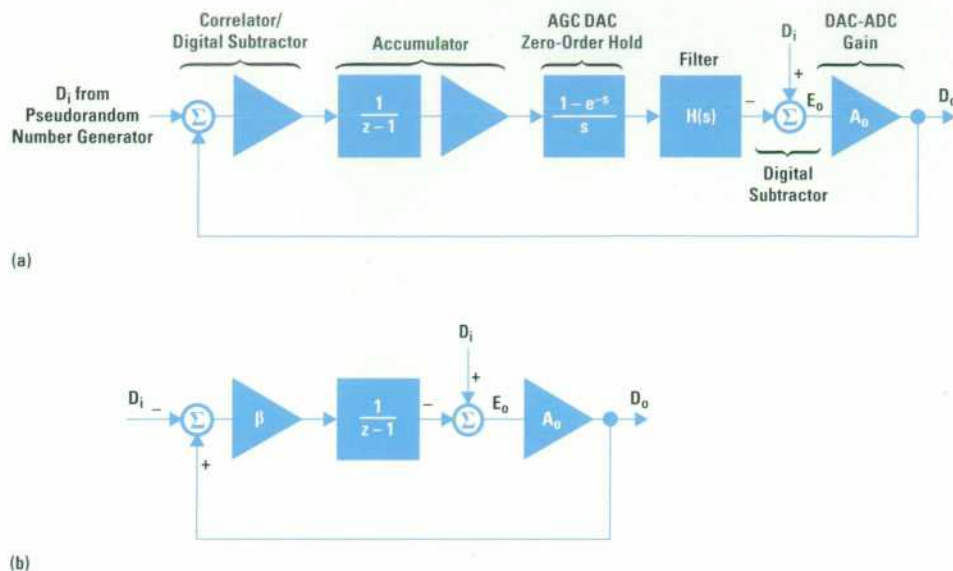 Correlator/
Digital Subtractor
Accumulator
AGC DAC
Zero-Order Hold
Filter
Di
DAC-ADC
Gain
Di from
Pseudorandom
Number Generator
Σ
1
z – 1
1 – e⁻ˢ
s
H(s)
–
+
Σ
Eo
Ao
Do
Digital
Subtractor
(a)
Di
+
Di –
Σ
+
β
1
z – 1
–
Σ
Eo
Ao
Do
(b)